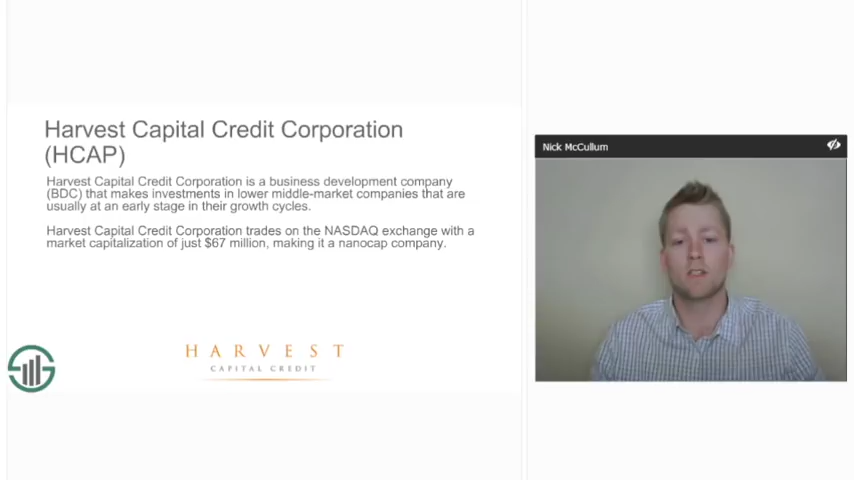 Harvest Capital Credit Corporation
(HCAP)
Harvest Capital Credit Corporation is a business development company
(BDC) that makes investments in lower middle-market companies that are
usually at an early stage in their growth cycles.
Harvest Capital Credit Corporation trades on the NASDAQ exchange with a
market capitalization of just $67 million, making it a nanocap company.
HARVEST
CAPITAL CREDIT
Nick McCullum